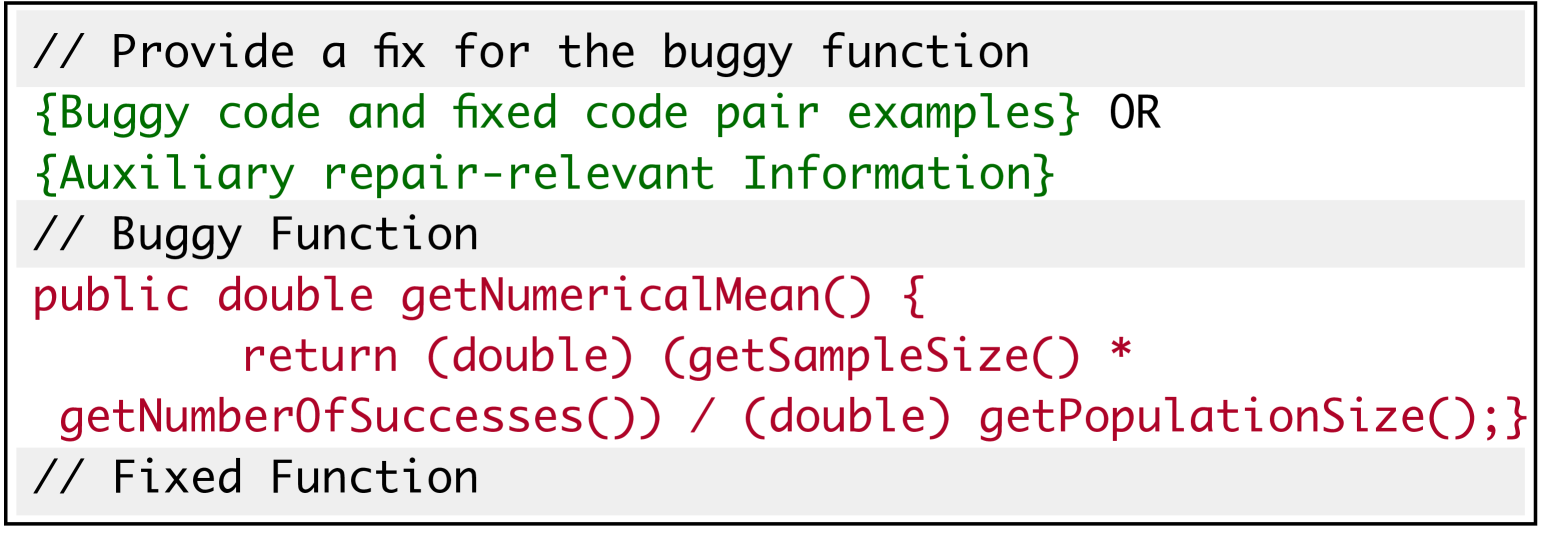 // Provide a fix for the buggy function
{Buggy code and fixed code pair examples} OR
{Auxiliary repair-relevant Information}
// Buggy Function
public double getNumericalMean() {
return (double) (getSampleSize() *
getNumberOfSuccesses()) / (double) getPopulationSize();}
// Fixed Function